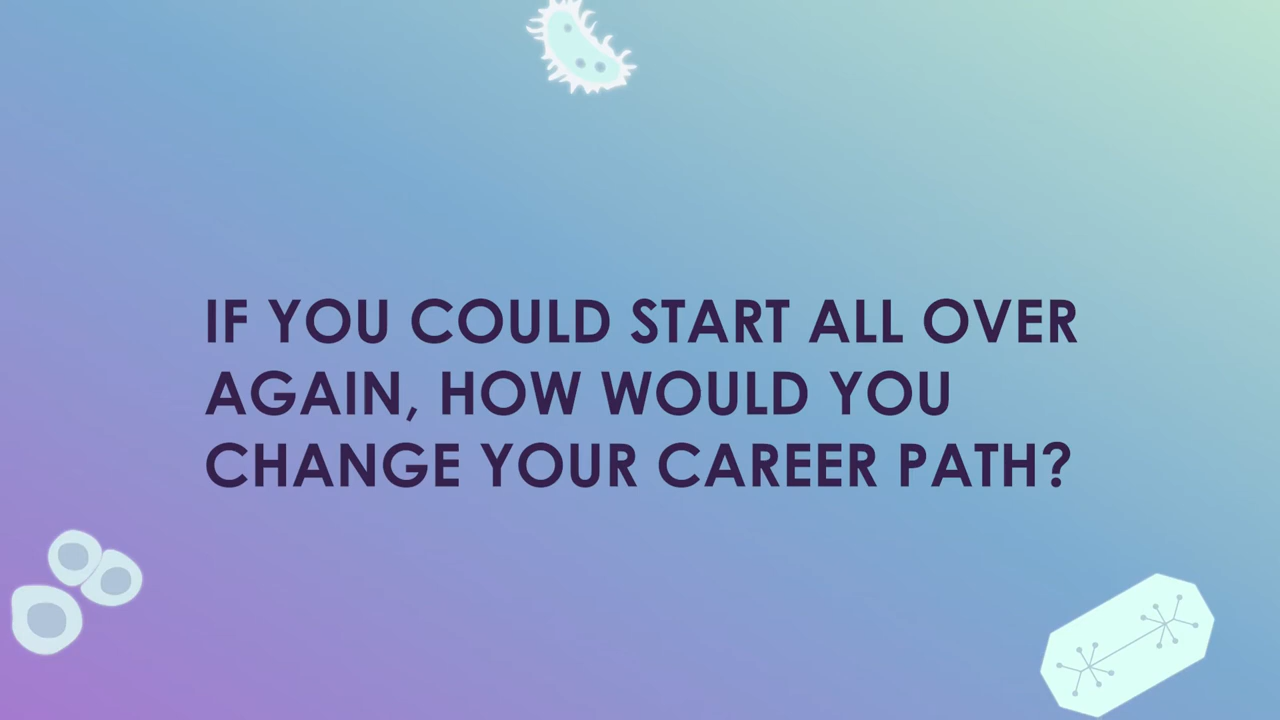 IF YOU COULD START ALL OVER
AGAIN, HOW WOULD YOU
CHANGE YOUR CAREER PATH?